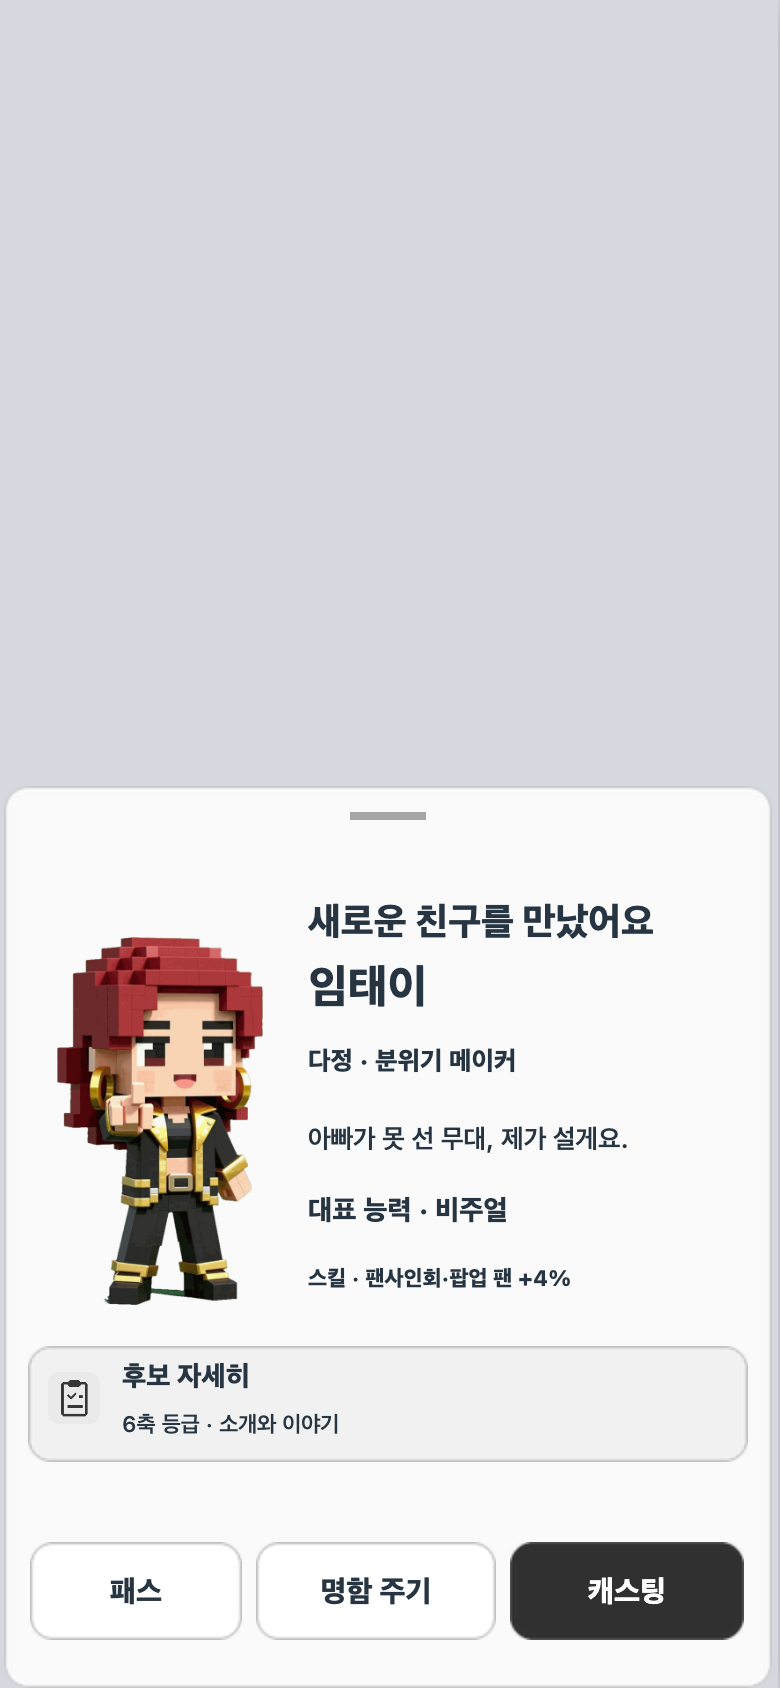 새로운 친구를 만났어요
임태이
다정 · 분위기 메이커
아빠가 못 선 무대, 제가 설게요.
대표 능력 · 비주얼
스킬 · 팬사인회·팝업 팬 +4%
후보 자세히
6축 등급 · 소개와 이야기
패스
명함 주기
캐스팅